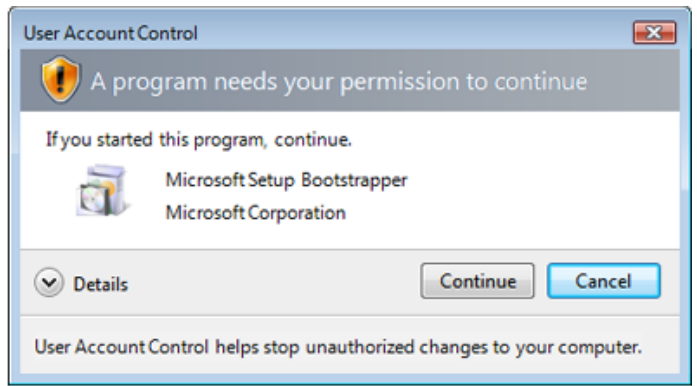 User Account Control
A program needs your permission to continue
If you started this program, continue.
Microsoft Setup Bootstrapper
Microsoft Corporation
Details
Continue
Cancel
User Account Control helps stop unauthorized changes to your computer.